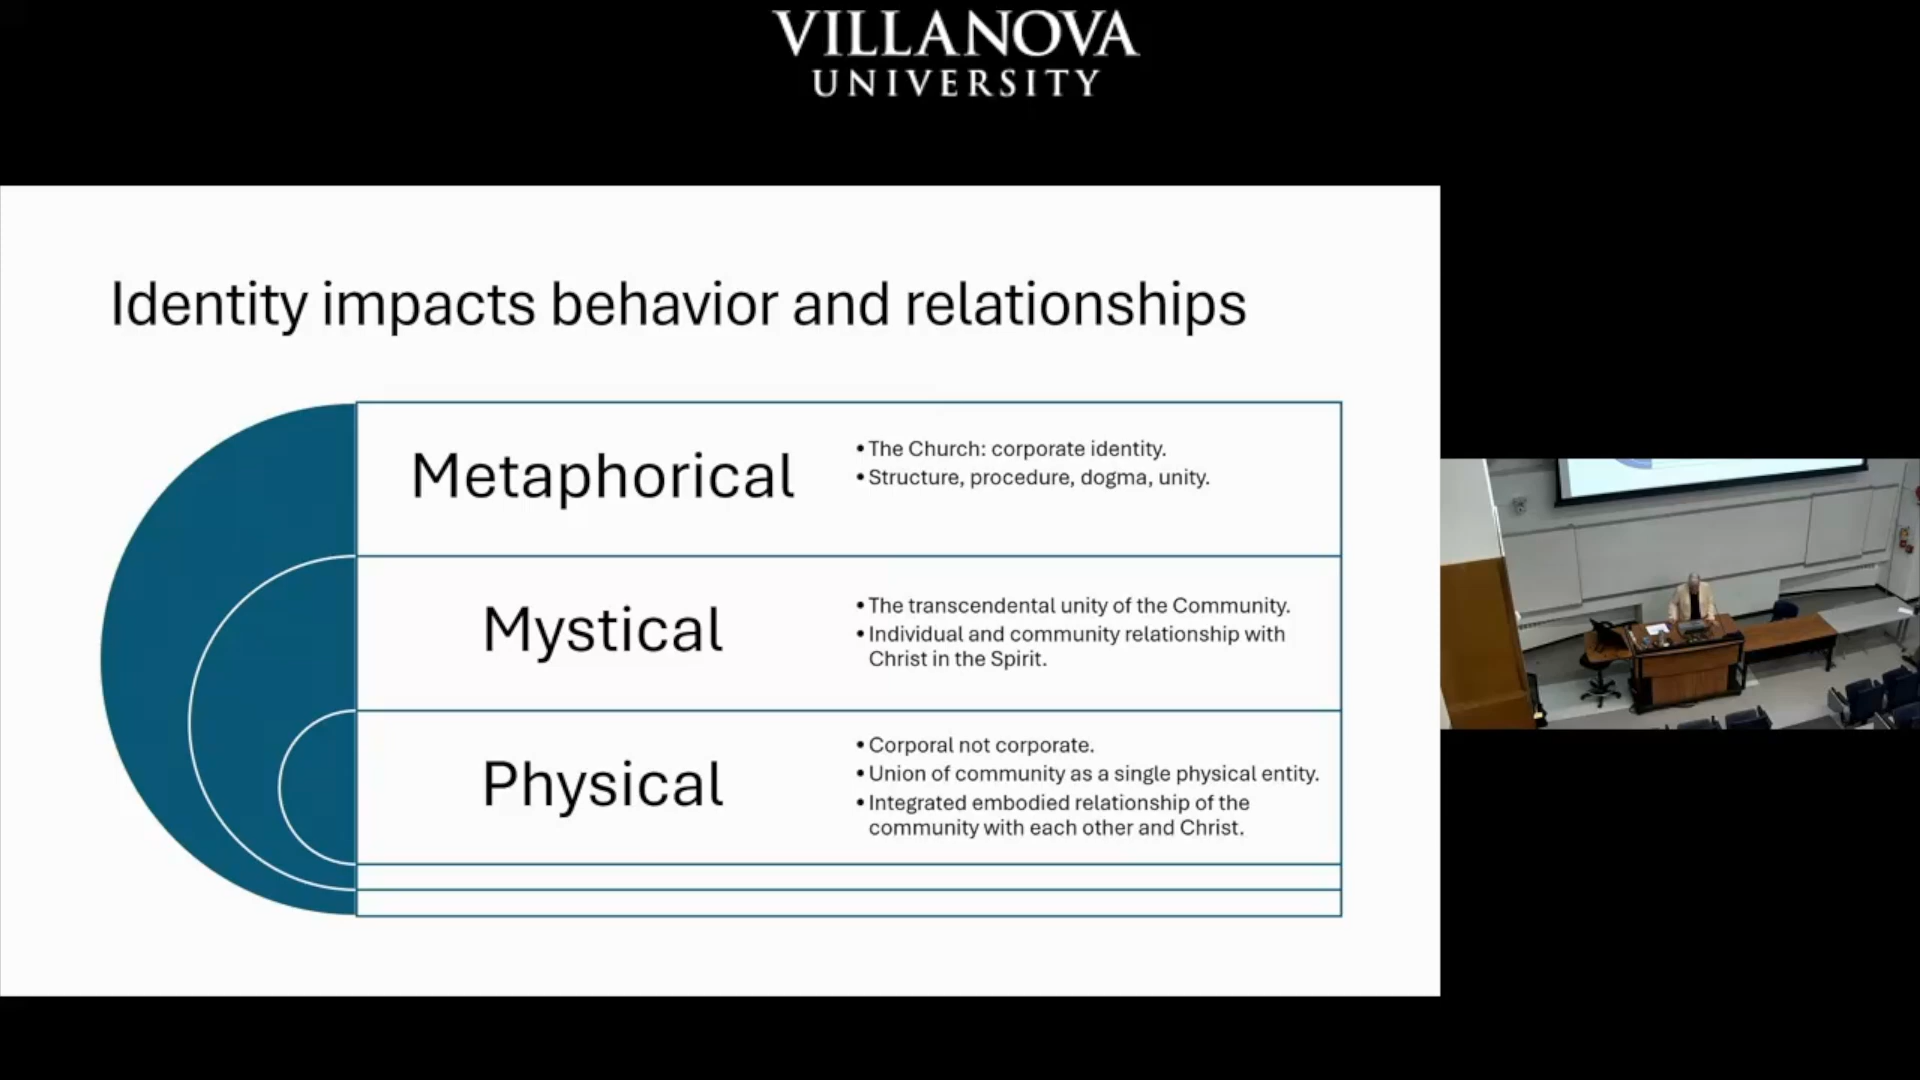 VILLANOVA
UNIVERSITY
Identity impacts behavior and relationships
Metaphorical
•The Church: corporate identity.
•Structure, procedure, dogma, unity.
Mystical
•The transcendental unity of the Community.
•Individual and community relationship with
Christ in the Spirit.
Physical
•Corporal not corporate.
•Union of community as a single physical entity.
•Integrated embodied relationship of the
community with each other and Christ.